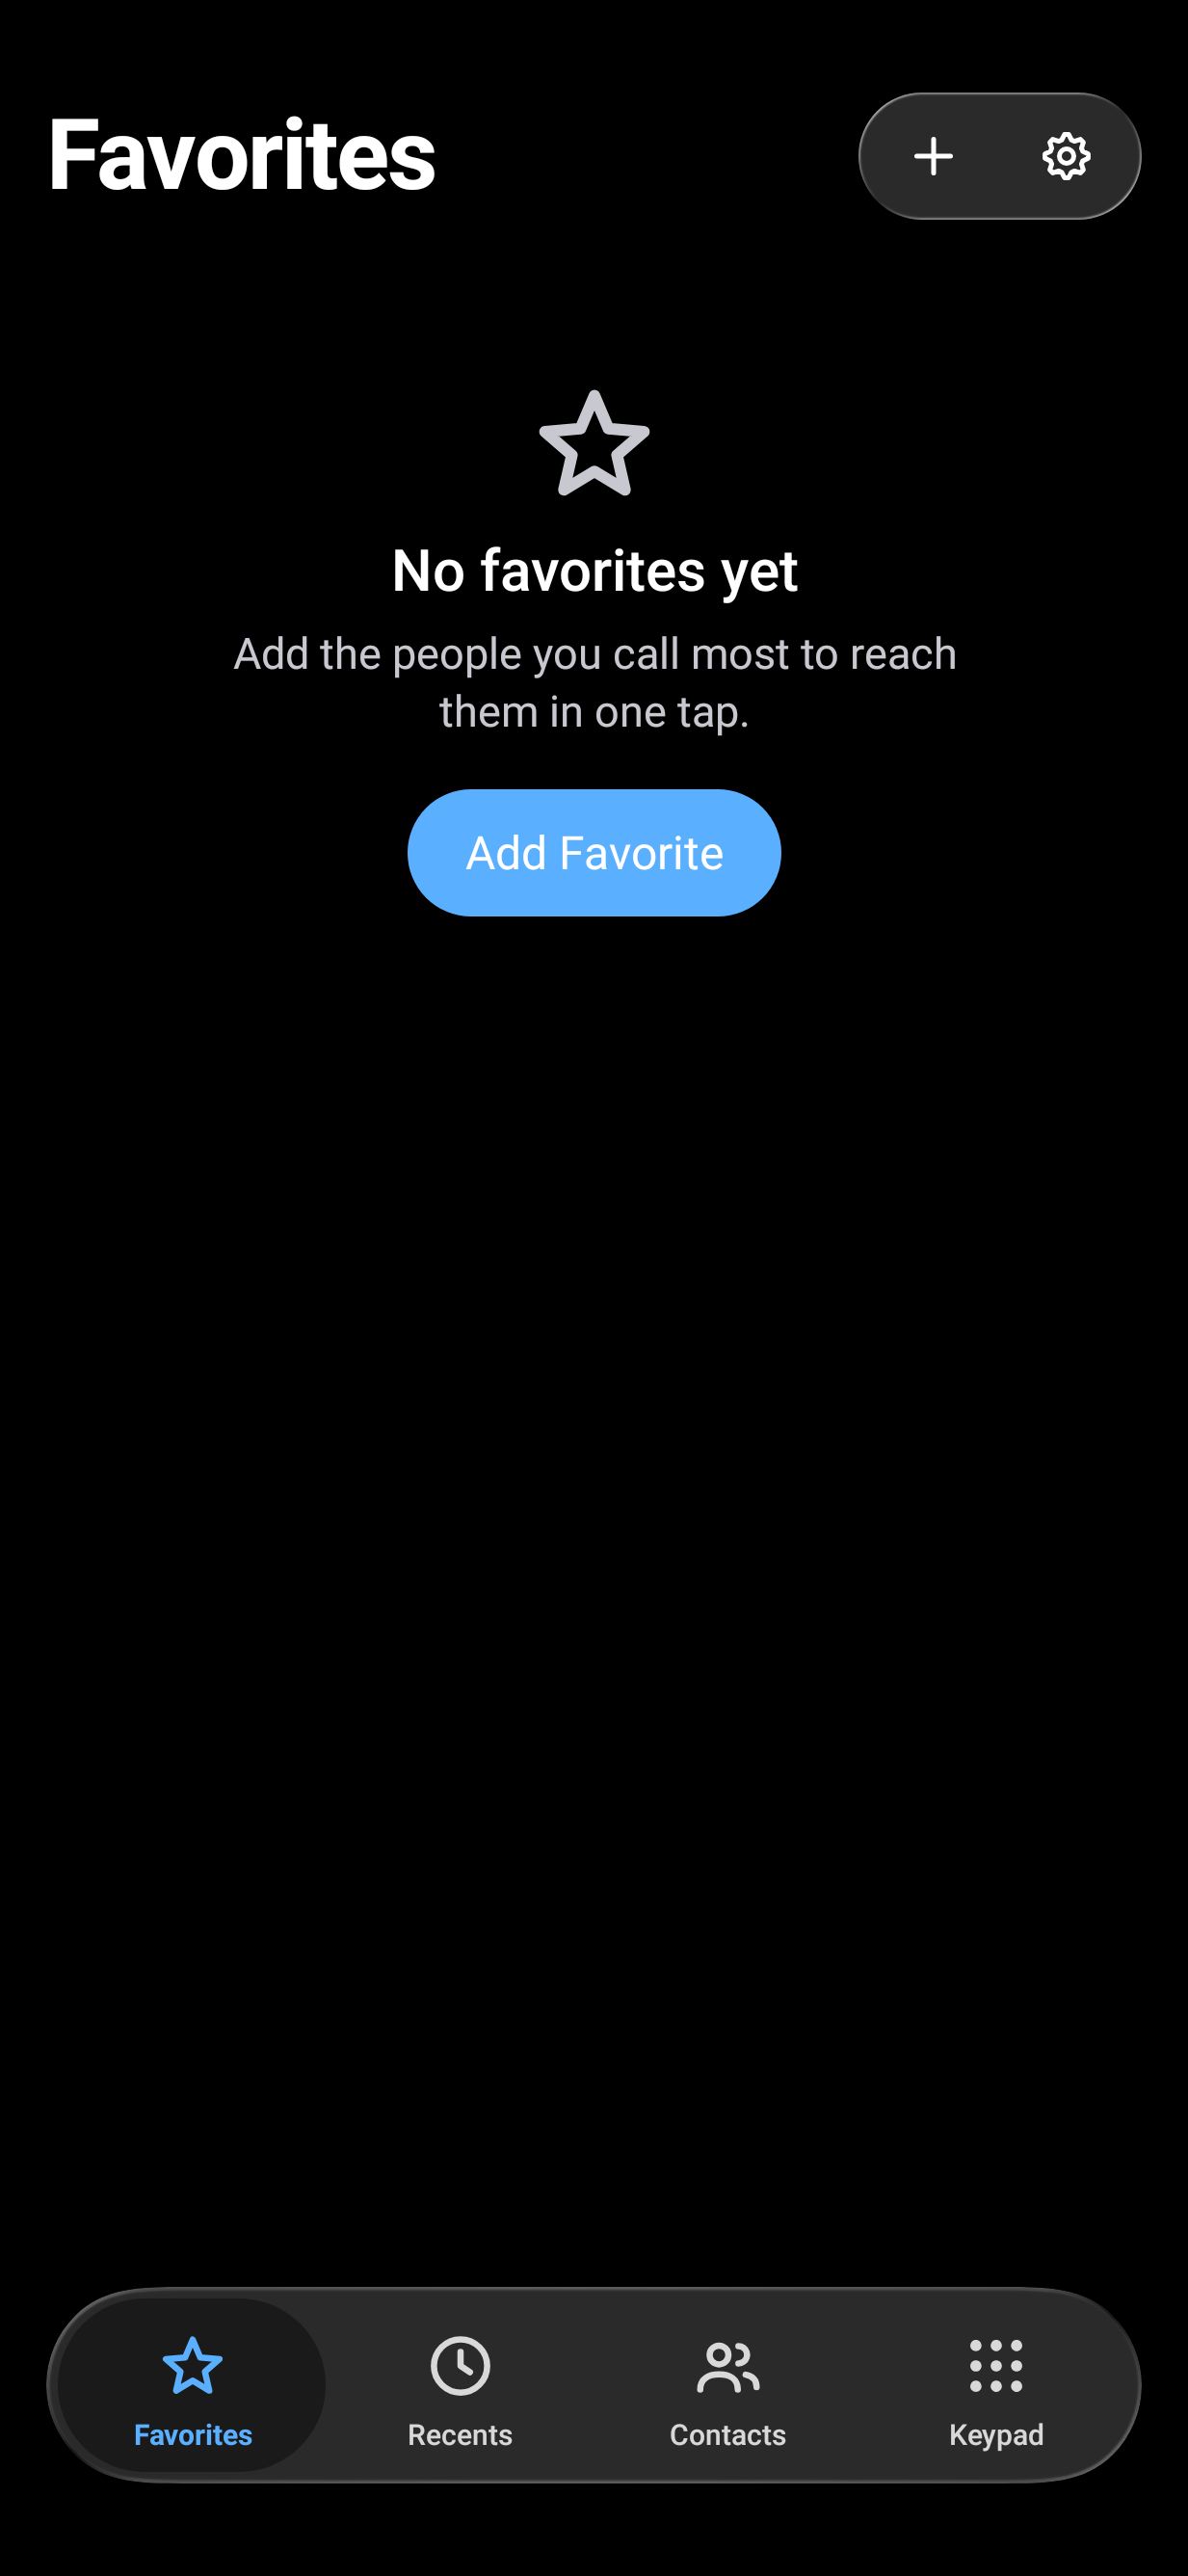 Favorites
No favorites yet
Add the people you call most to reach
them in one tap.
Add Favorite
Favorites
Recents
Contacts
Keypad